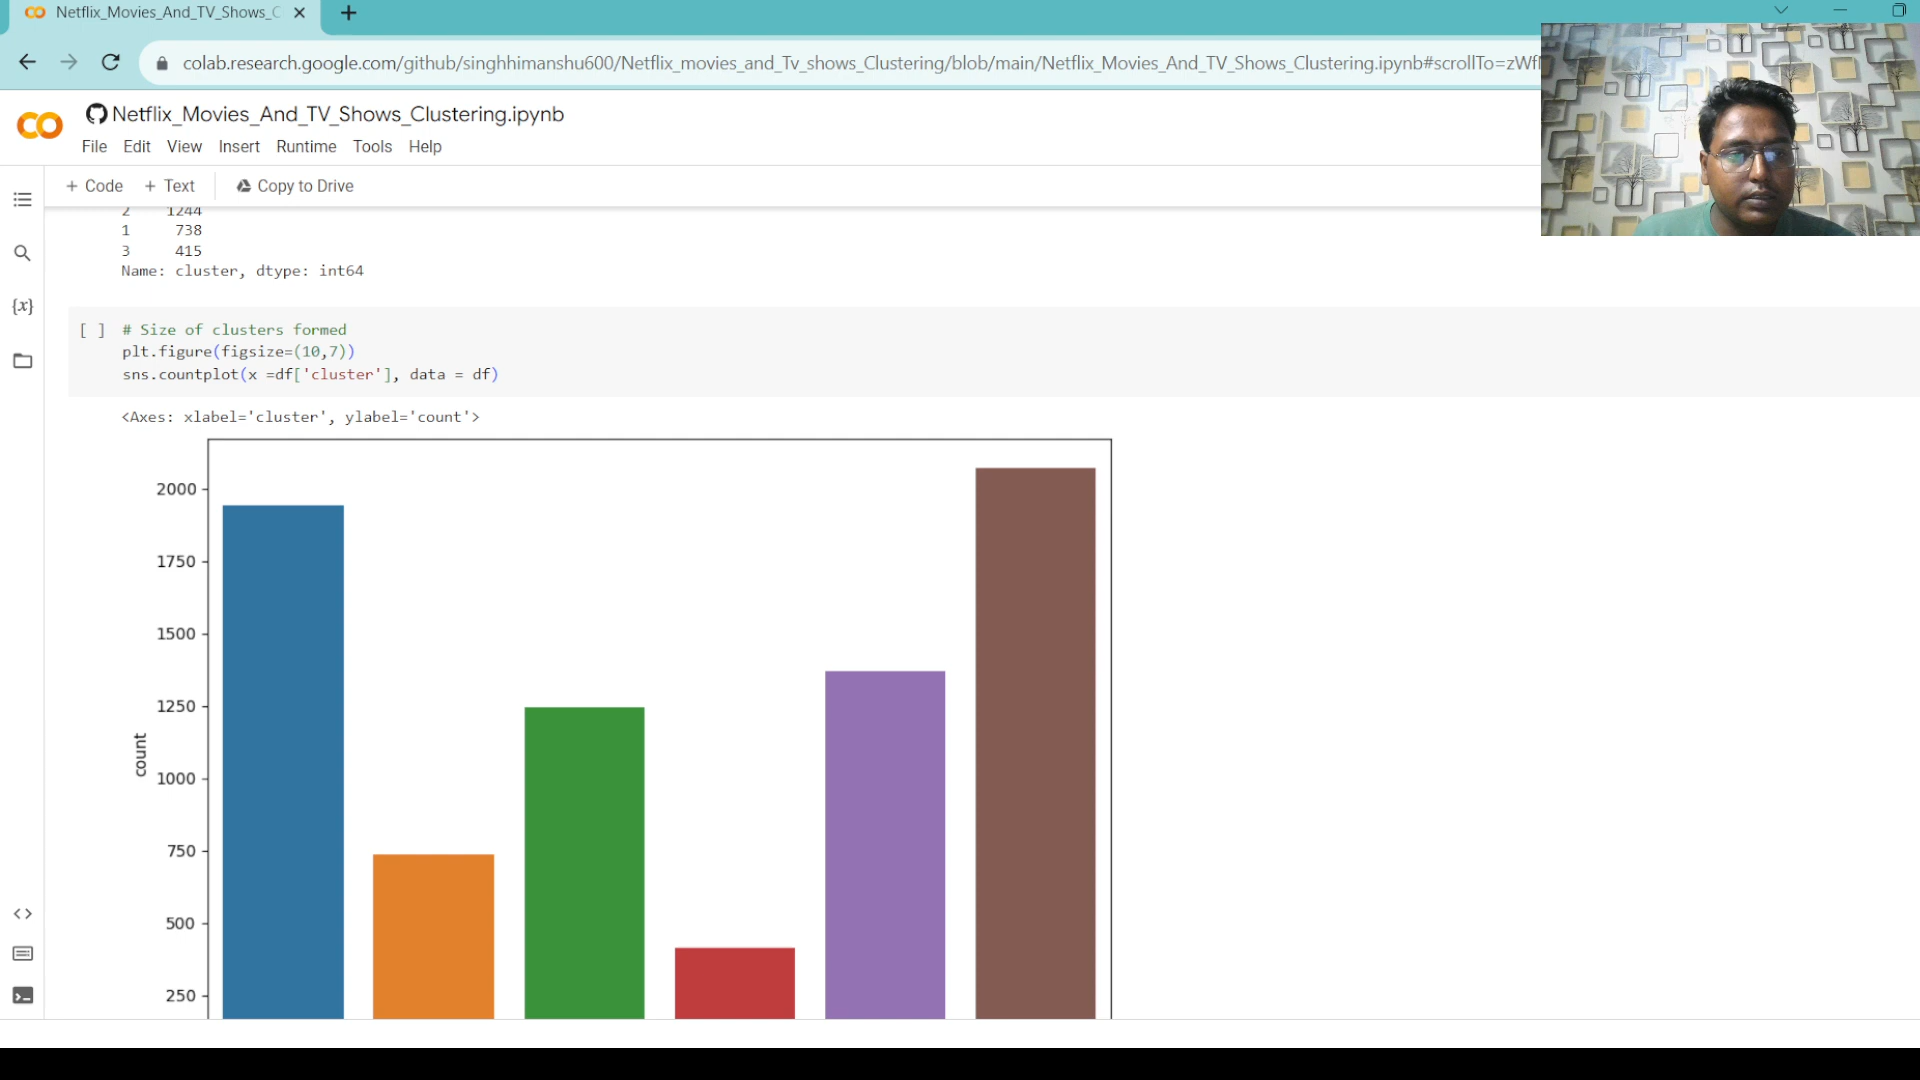 Netflix_Movies_And_TV_Shows_C
colab.research.google.com/github/singhhimanshu600/Netflix_movies_and_Tv_shows_Clustering/blob/main/Netflix_Movies_And_TV_Shows_Clustering.ipynb#scrollTo=zWf
CO Netflix_Movies_And_TV_Shows_Clustering.ipynb
File Edit View Insert Runtime Tools Help
+ Code + Text Copy to Drive
2 1244
1 738
3 415
Name: cluster, dtype: int64
[ ] # Size of clusters formed
plt.figure(figsize=(10,7))
sns.countplot(x =df['cluster'], data = df)
<Axes: xlabel='cluster', ylabel='count'>
2000
1750
1500
1250
1000
750
500
250
count
{x}